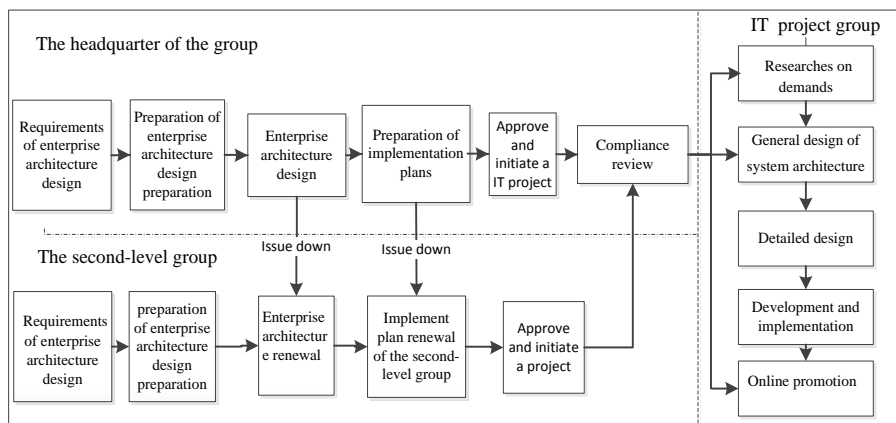 The headquarter of the group
IT project group
Requirements
of enterprise
architecture
design
Preparation of
enterprise
architecture
design
preparation
Enterprise
architecture
design
Preparation of
implementation
plans
Approve
and
initiate a
IT project
Compliance
review
Researches on
demands
General design of
system architecture
Detailed design
Development and
implementation
Online promotion
Issue down
Issue down
The second-level group
Requirements
of enterprise
architecture
design
preparation
of enterprise
architecture
design
preparation
Enterprise
architectur
e renewal
Implement
plan renewal
of the second-
level group
Approve
and initiate
a project